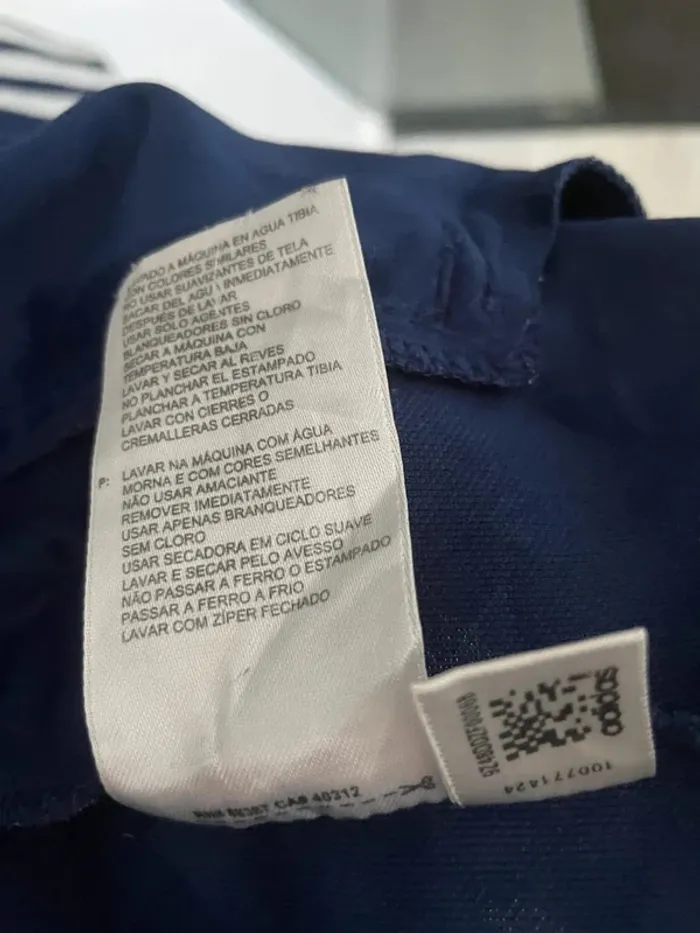 LAVADO A MÁQUINA EN AGUA TIBIA
CON COLORES SIMILARES
NO USAR SUAVIZANTES DE TELA
SACAR DEL AGUA INMEDIATAMENTE
DESPUES DE LAVAR
USAR SOLO AGENTES
BLANQUEADORES SIN CLORO
SECAR A MÁQUINA CON
TEMPERATURA BAJA
LAVAR Y SECAR AL REVES
NO PLANCHAR EL ESTAMPADO
PLANCHAR A TEMPERATURA TIBIA
LAVAR CON CIERRES O
CREMALLERAS CERRADAS
P: LAVAR NA MÁQUINA COM ÁGUA
MORNA E COM CORES SEMELHANTES
NÃO USAR AMACIANTE
REMOVER IMEDIATAMENTE
USAR APENAS BRANQUEADORES
SEM CLORO
USAR SECADORA EM CICLO SUAVE
LAVAR E SECAR PELO AVESSO
NÃO PASSAR A FERRO O ESTAMPADO
PASSAR A FERRO A FRIO
LAVAR COM ZÍPER FECHADO
CA# 40312
adidas
100771424